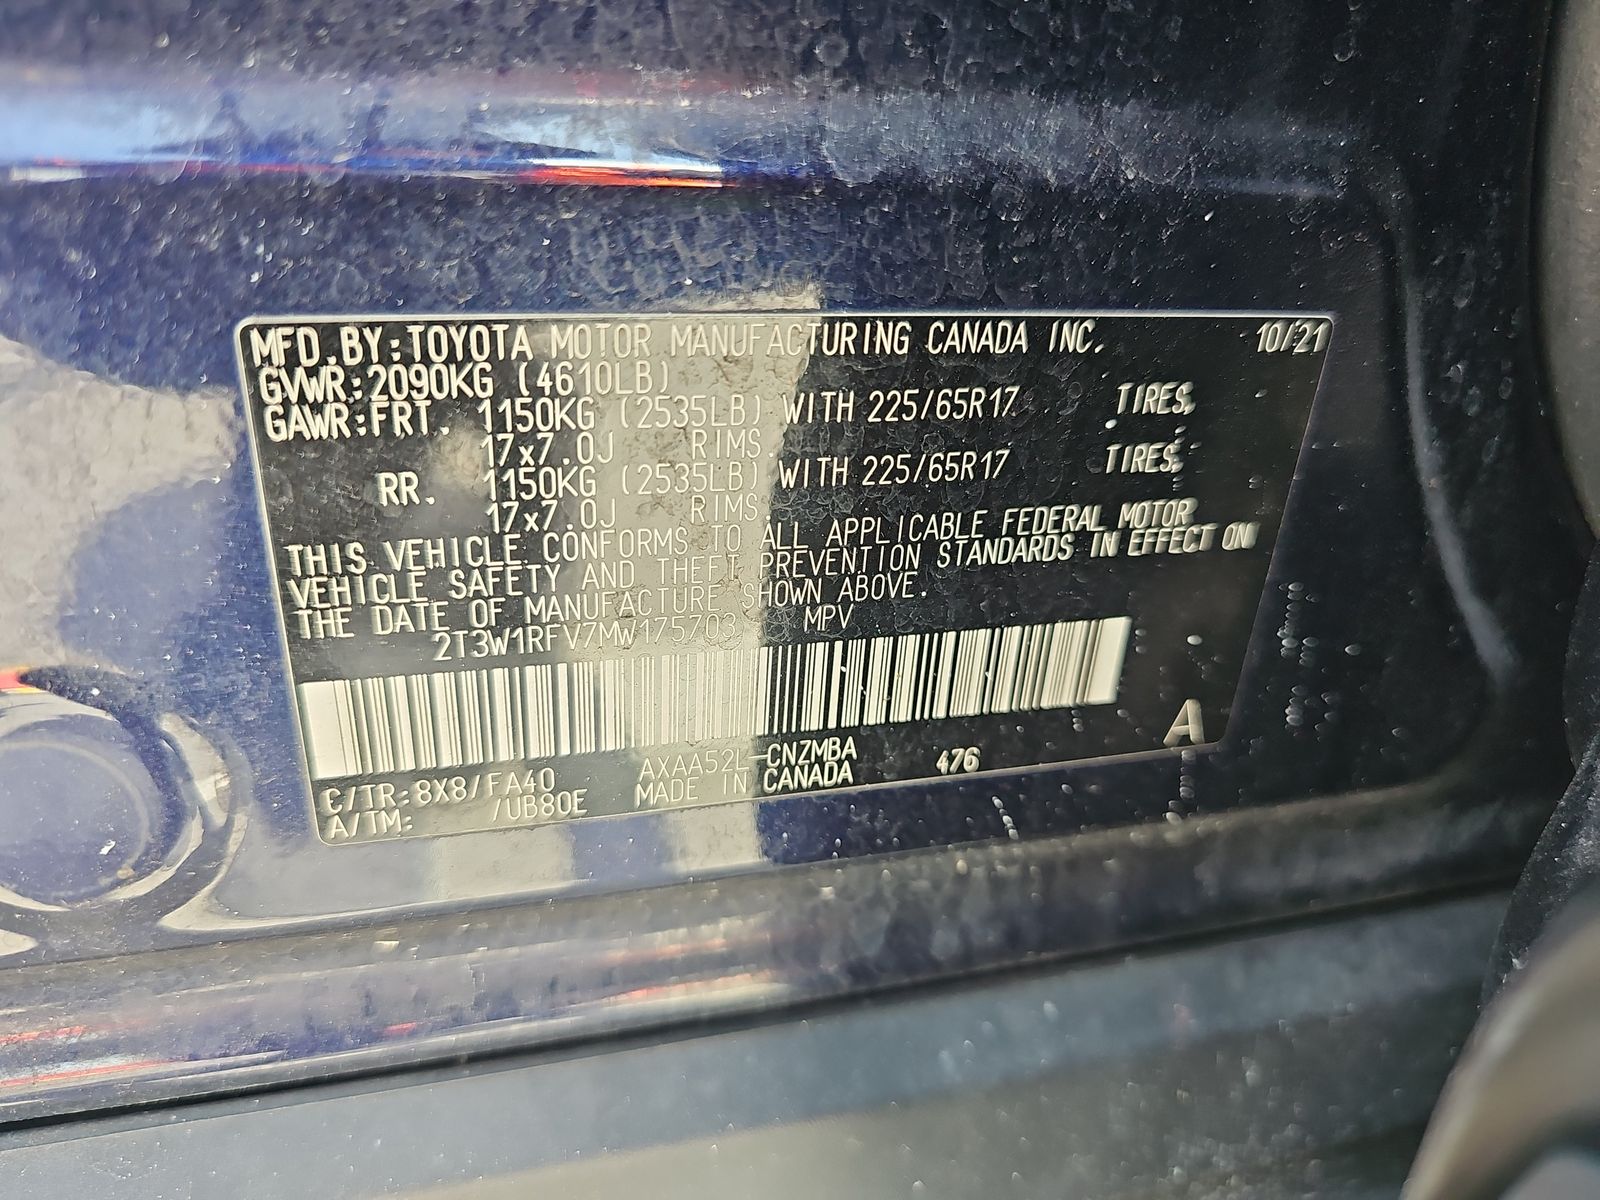 MFD.BY:TOYOTA MOTOR MANUFACTURING CANADA INC. 10/21
GVWR:2090KG (4610LB)
GAWR:FRT. 1150KG (2535LB) WITH 225/65R17 TIRES,
17x7.0J RIMS.
RR. 1150KG (2535LB) WITH 225/65R17 TIRES,
17x7.0J RIMS.
THIS VEHICLE CONFORMS TO ALL APPLICABLE FEDERAL MOTOR
VEHICLE SAFETY AND THEFT PREVENTION STANDARDS IN EFFECT ON
THE DATE OF MANUFACTURE SHOWN ABOVE.
2T3W1RFV7MW175703 MPV
C/TR:8X8/FA40 AXAA52L-CNZMBA 476 A
A/TM: /UB80E MADE IN CANADA